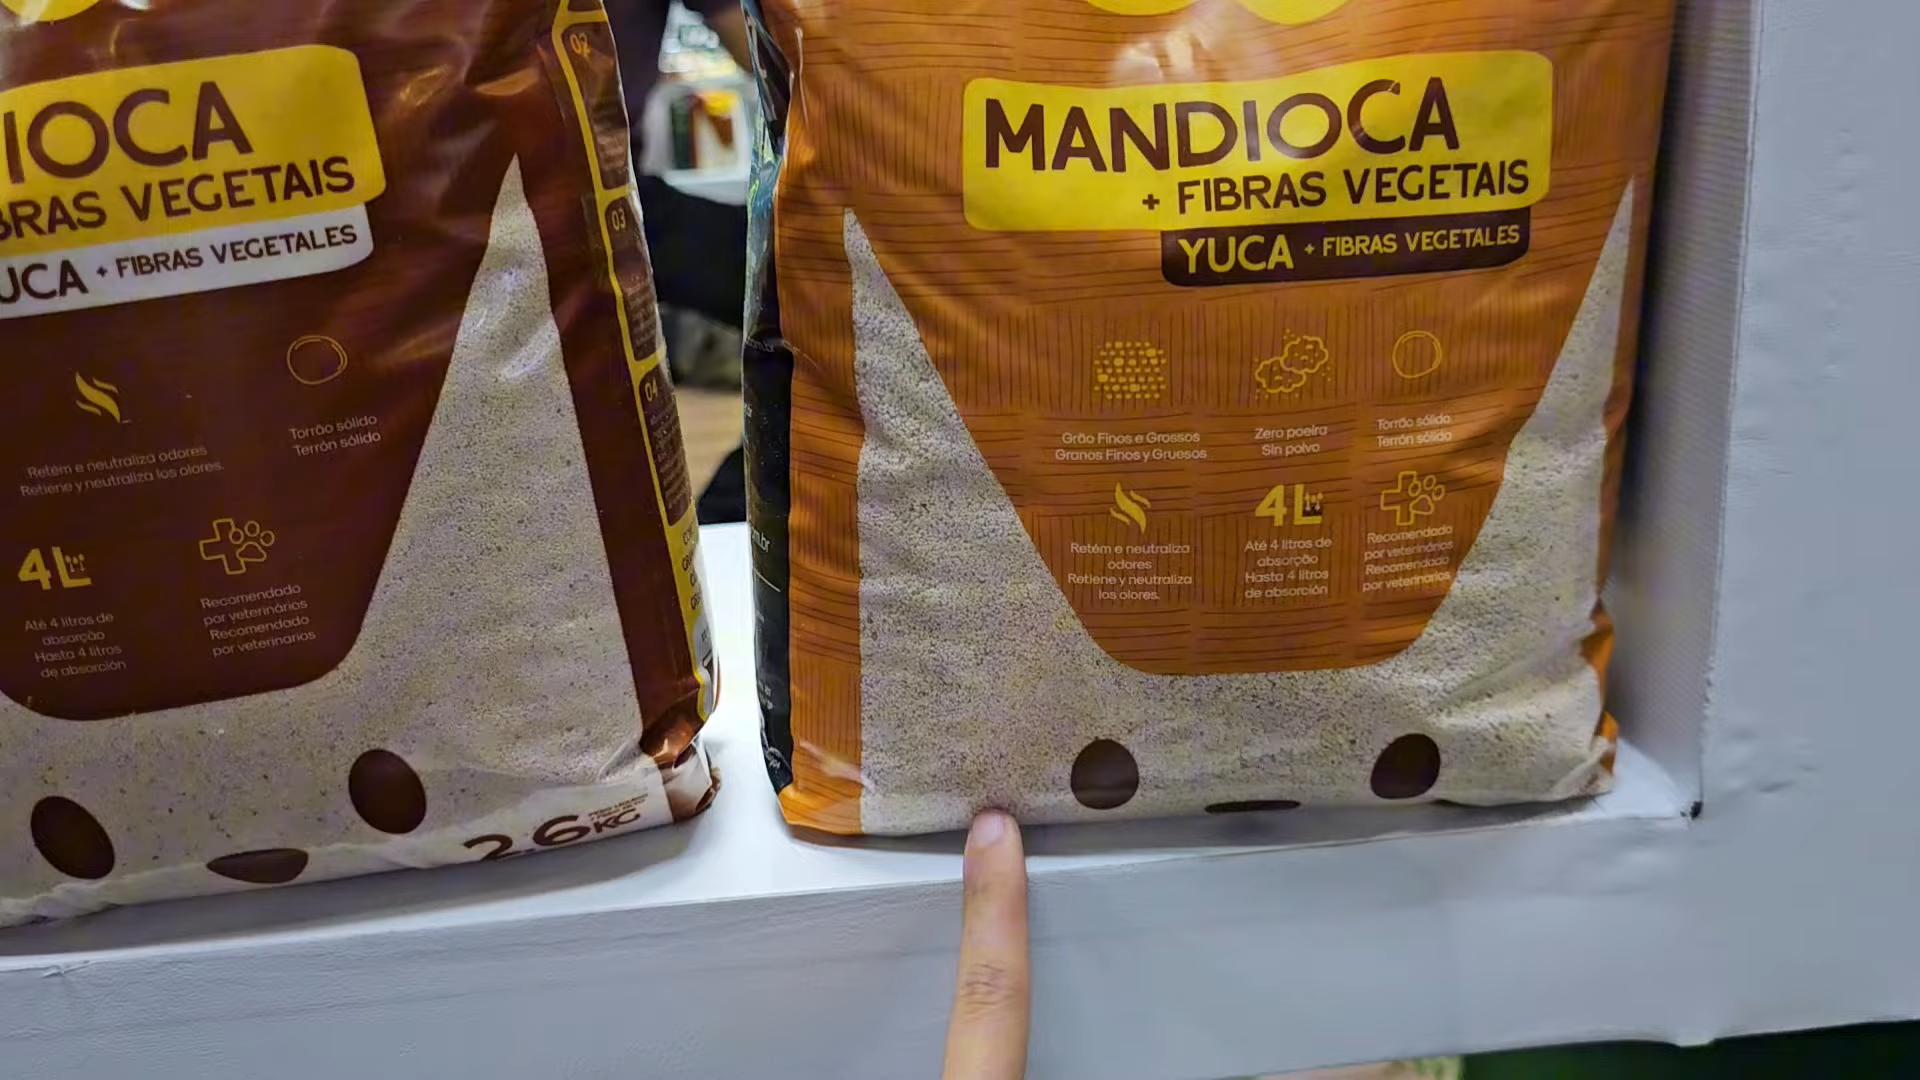 IOCA
BRAS VEGETAIS
UCA + FIBRAS VEGETALES
Retém e neutraliza odores
Retiene y neutraliza los olores.
Torrão sólido
Terrón sólido
4L
Até 4 litros de
absorção
Hasta 4 litros
de absorción
Recomendado
por veterinários
Recomendado
por veterinarios
26KG
02
03
04
MANDIOCA
+ FIBRAS VEGETAIS
YUCA + FIBRAS VEGETALES
Grão Finos e Grossos
Granos Finos y Gruesos
Zero poeira
Sin polvo
Torrão sólido
Terrón sólido
Retém e neutraliza
odores
Retiene y neutraliza
los olores.
4L
Até 4 litros de
absorção
Hasta 4 litros
de absorción
Recomendado
por veterinários
Recomendado
por veterinarios